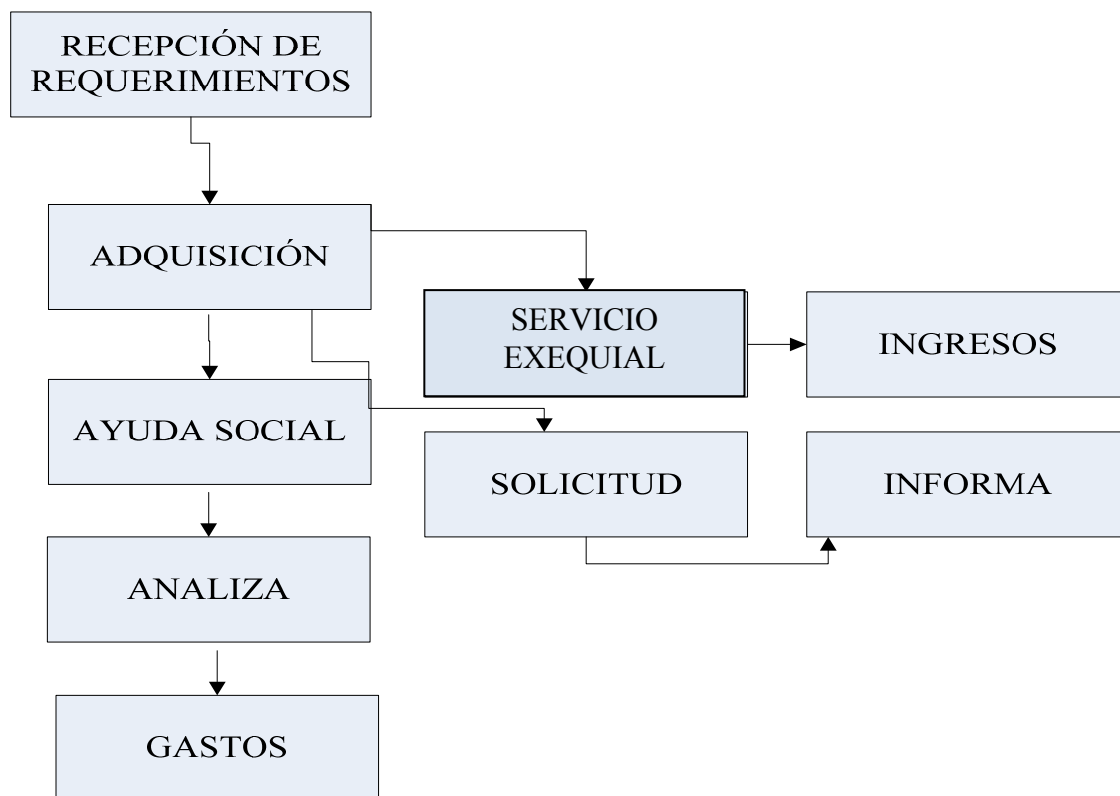 RECEPCIÓN DE
REQUERIMIENTOS
ADQUISICIÓN
SERVICIO
EXEQUIAL
INGRESOS
AYUDA SOCIAL
SOLICITUD
INFORMA
ANALIZA
GASTOS